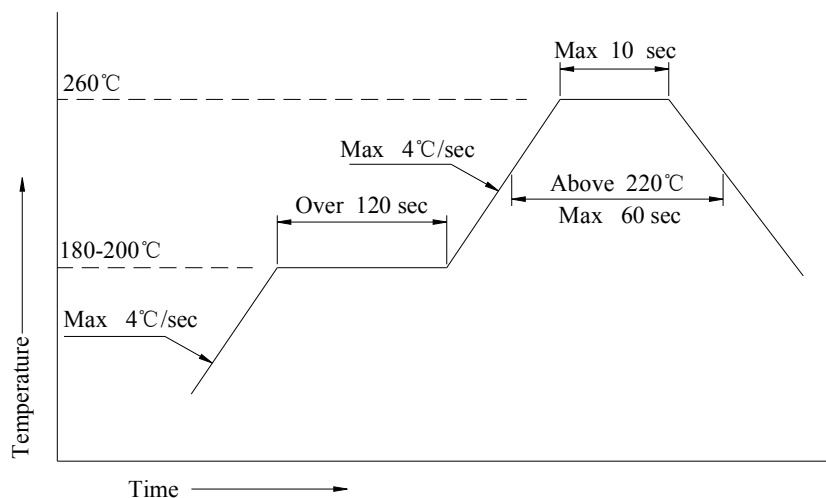 Max 10 sec
260℃
Max 4℃/sec
Above 220℃
Max 60 sec
Over 120 sec
180-200℃
Max 4℃/sec
Temperature
Time